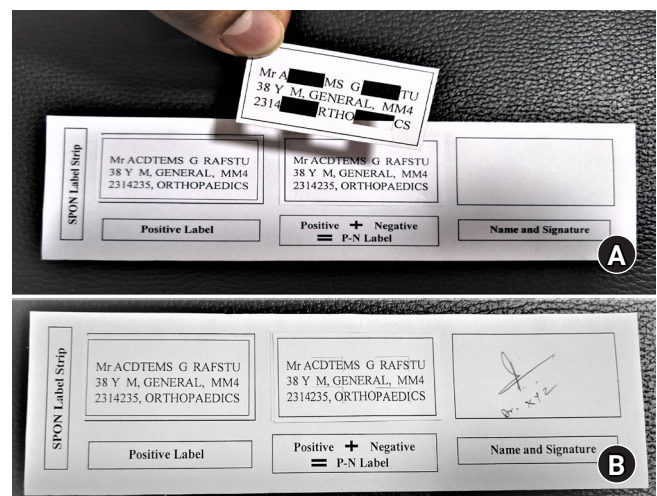 Mr A MS G TU
38 Y M, GENERAL, MM4
2314 RTHO CS
SPON Label Strip
Mr ACDTEMS G RAFSTU
38 Y M, GENERAL, MM4
2314235, ORTHOPAEDICS
Mr ACDTEMS G RAFSTU
38 Y M, GENERAL, MM4
2314235, ORTHOPAEDICS
Positive Label
Positive + Negative
= P-N Label
Name and Signature
A
SPON Label Strip
Mr ACDTEMS G RAFSTU
38 Y M, GENERAL, MM4
2314235, ORTHOPAEDICS
Mr ACDTEMS G RAFSTU
38 Y M, GENERAL, MM4
2314235, ORTHOPAEDICS
Dr. XYZ
Positive Label
Positive + Negative
= P-N Label
Name and Signature
B